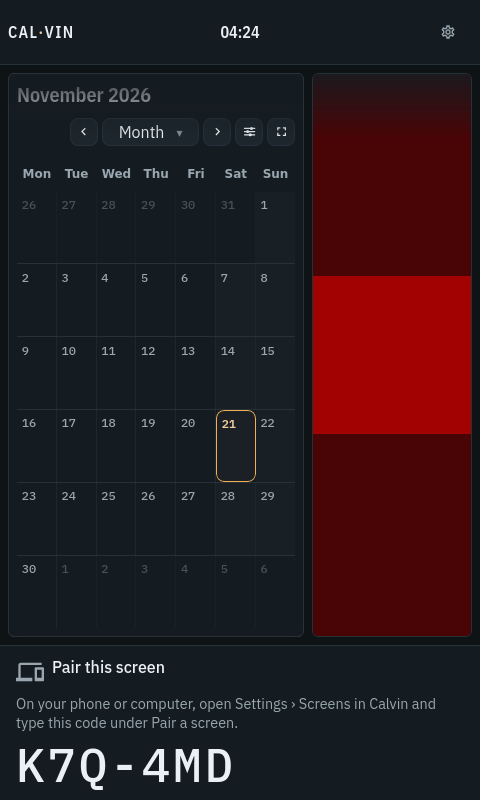 CAL·VIN
04:24
November 2026
Month
Mon Tue Wed Thu Fri Sat Sun
26 27 28 29 30 31 1
2 3 4 5 6 7 8
9 10 11 12 13 14 15
16 17 18 19 20 21 22
23 24 25 26 27 28 29
30 1 2 3 4 5 6
Pair this screen
On your phone or computer, open Settings › Screens in Calvin and
type this code under Pair a screen.
K7Q-4MD